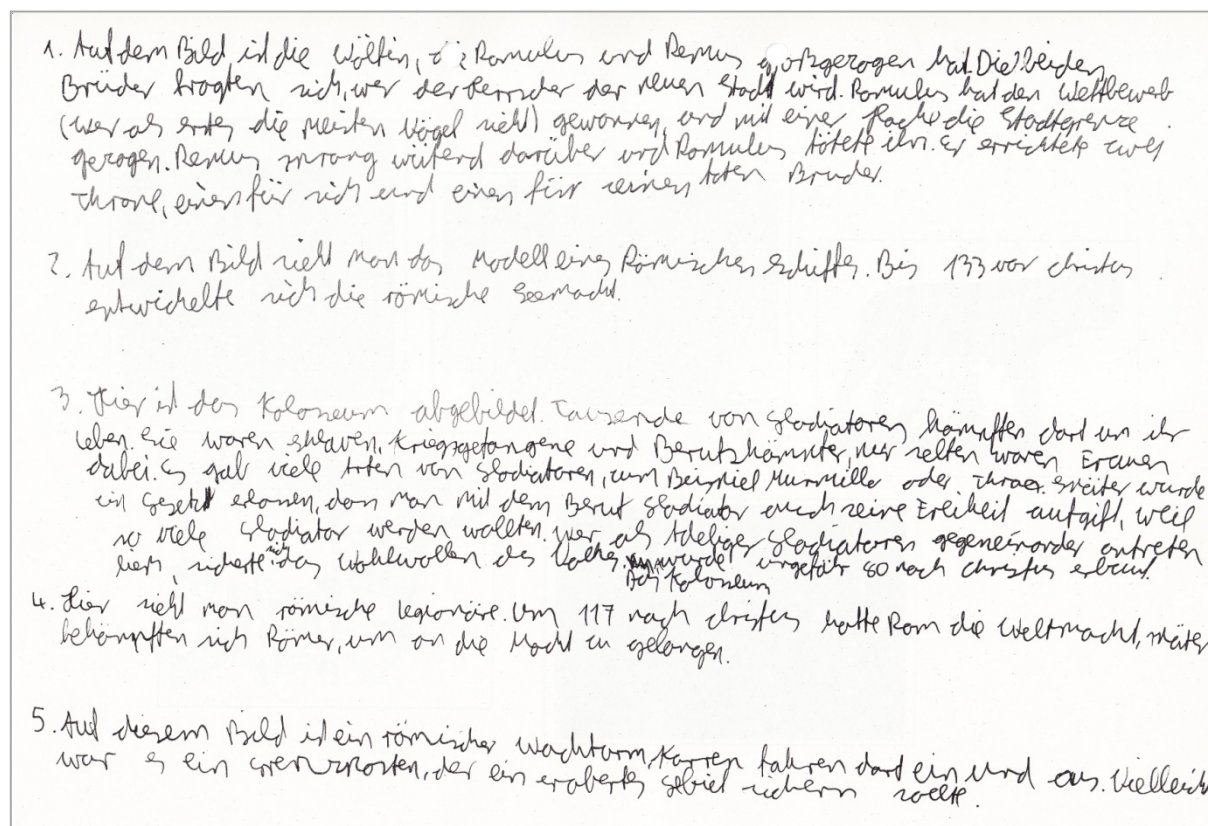 1. Auf dem Bild ist die Wölfin, die Romulus und Remus großgezogen hat. Die beiden
Brüder fragten sich, wer der Herrscher der neuen Stadt wird. Romulus hat den Wettbewerb
(wer als erstes die meisten Vögel sieht) gewonnen, und mit einer die Stadtgrenze
gezogen. Remus sprang wütend darüber und Romulus tötete ihn. Er errichtete zwei
Throne, einen für sich und einen für seinen toten Bruder.
2. Auf dem Bild sieht man das Modell eines Römischen Schiffes. Bis 133 vor Christus
entwickelte sich die römische Seemacht.
3. Hier ist das Koloseum abgebildet. Tausende von Gladiatoren kämpften dort um ihr
Leben. Sie waren Sklaven, Kriegsgefangene und Berufskämpfer, nur selten waren Frauen
dabei. Es gab viele Arten von Gladiatoren, zum Beispiel Murmillo oder Thraex. Später wurde
ein Gesetz erlassen, dass man mit dem Beruf Gladiator auch seine Freiheit aufgibt, weil
so viele Gladiator werden wollten. Wer als Adeliger Gladiatoren gegeneinander antreten
ließ, sicherte sich das Wohlwollen des Volkes. Das Koloseum wurde ungefähr 80 nach Christus erbaut.
4. Hier sieht man römische Legionäre. Um 117 nach Christus hatte Rom die Weltmacht, später
bekämpften sich Römer, um an die Macht zu gelangen.
5. Auf diesem Bild ist ein römischer Wachturm, Karren fahren dort ein und aus. Vielleicht
war es ein Grenzposten, der ein erobertes Gebiet sichern sollte.